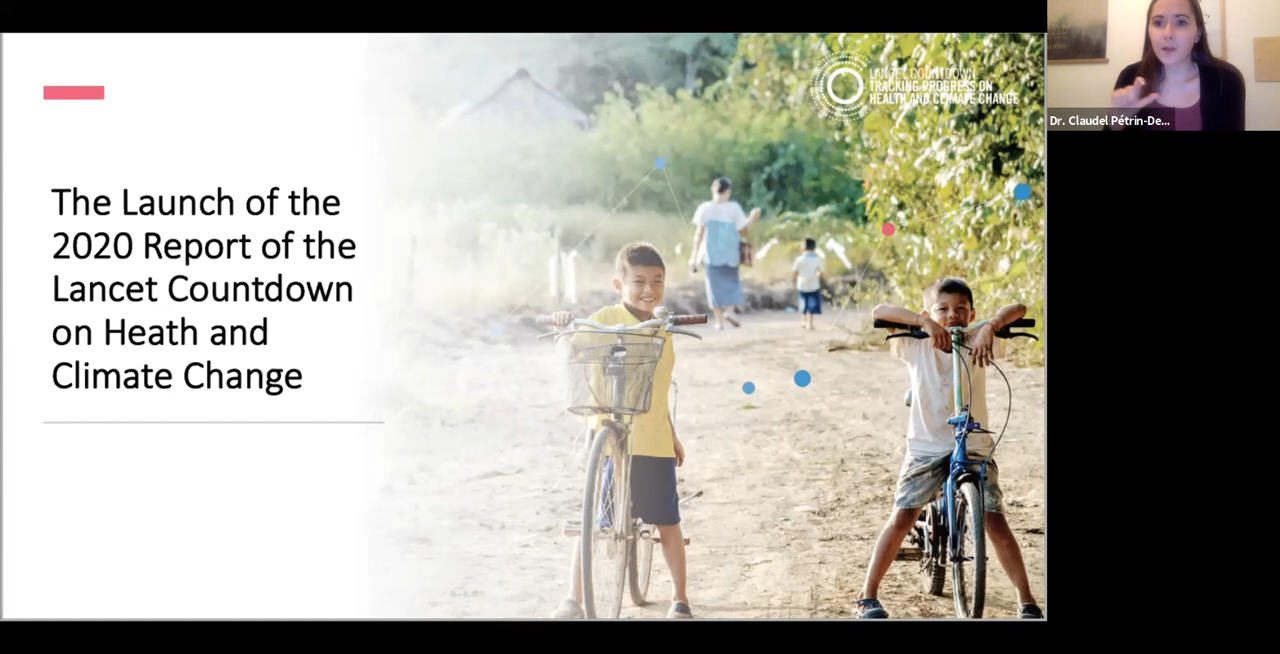 The Launch of the
2020 Report of the
Lancet Countdown
on Heath and
Climate Change
LANCET COUNTDOWN:
TRACKING PROGRESS ON
HEALTH AND CLIMATE CHANGE
Dr. Claudel Pétrin-De...